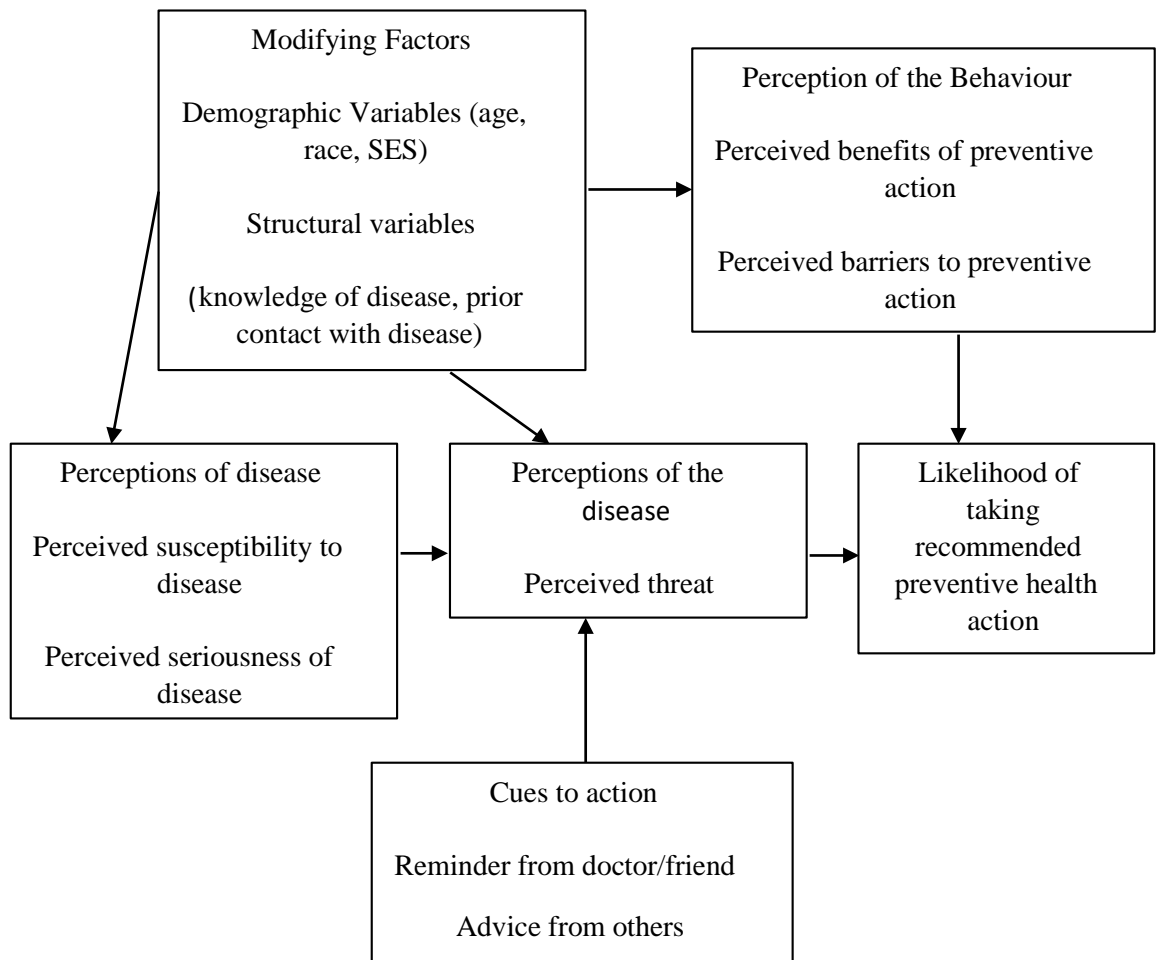 Modifying Factors
Demographic Variables (age,
race, SES)
Structural variables
(knowledge of disease, prior
contact with disease)
Perception of the Behaviour
Perceived benefits of preventive
action
Perceived barriers to preventive
action
Perceptions of disease
Perceived susceptibility to
disease
Perceived seriousness of
disease
Perceptions of the
disease
Perceived threat
Likelihood of
taking
recommended
preventive health
action
Cues to action
Reminder from doctor/friend
Advice from others